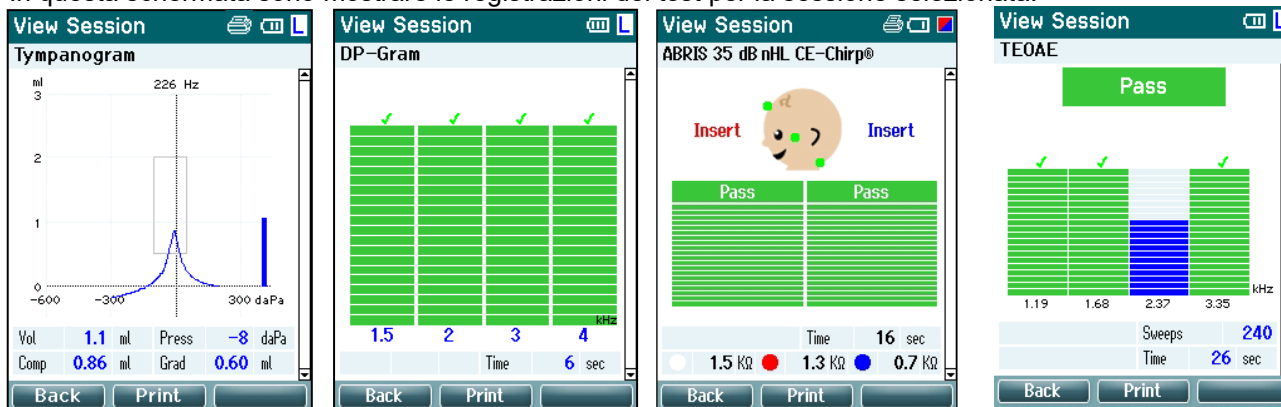 View Session
L
Tympanogram
ml
226 Hz
3
2
1
0
-600
-300
300 daPa
Vol 1.1 ml Press -8 daPa
Comp 0.86 ml Grad 0.60 ml
Back Print
View Session
L
DP-Gram
kHz
1.5 2 3 4
Time 6 sec
Back Print
View Session
ABRIS 35 dB nHL CE-Chirp®
Insert Insert
Pass Pass
Time 16 sec
1.5 KΩ 1.3 KΩ 0.7 KΩ
Back Print
View Session
TEOAE
Pass
kHz
1.19 1.68 2.37 3.35
Sweeps 240
Time 26 sec
Back Print